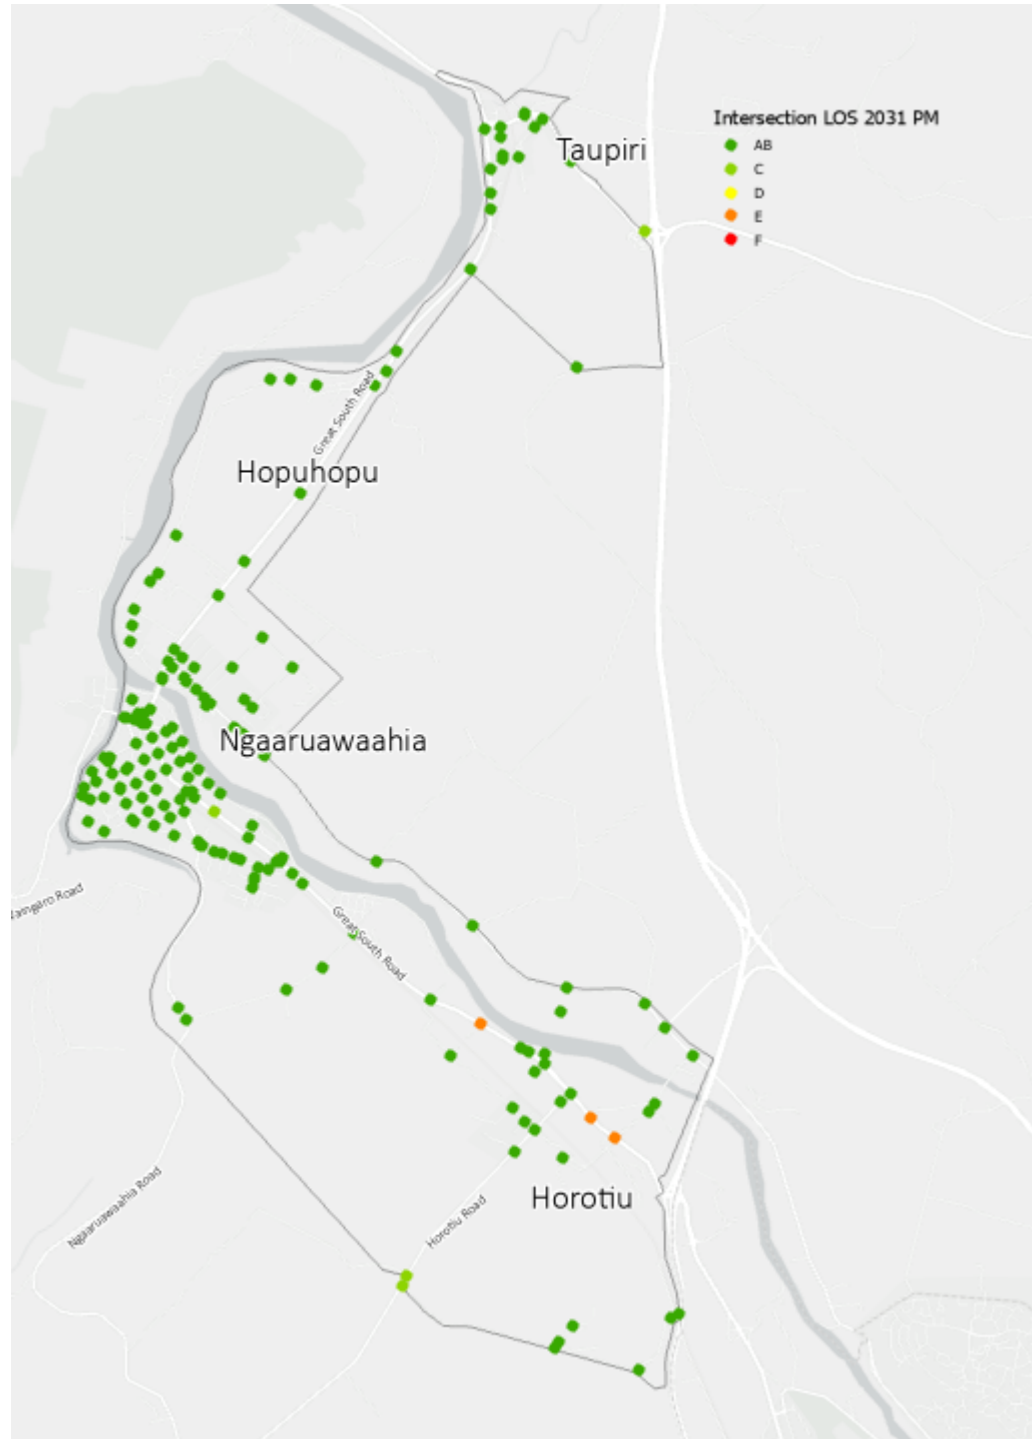 Intersection LOS 2031 PM
AB
Taupiri
C
D
E
F
Great South Road
Hopuhopu
Ngaaruawaahia
Great South Road
Ngaaruawaahia Road
Horotiu
Horotiu Road